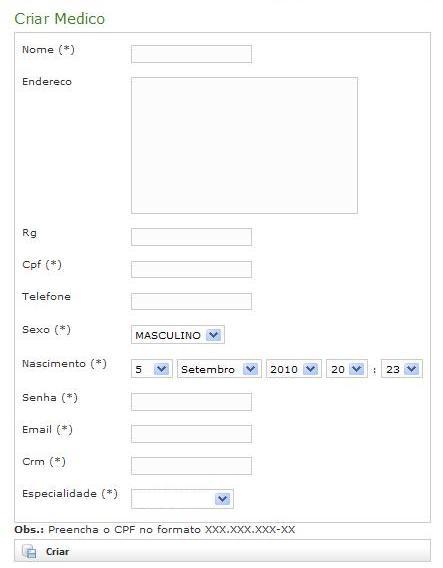 Criar Medico
Nome (*)
Endereco
Rg
Cpf (*)
Telefone
Sexo (*) MASCULINO
Nascimento (*) 5 Setembro 2010 20 : 23
Senha (*)
Email (*)
Crm (*)
Especialidade (*)
Obs.: Preencha o CPF no formato XXX.XXX.XXX-XX
Criar